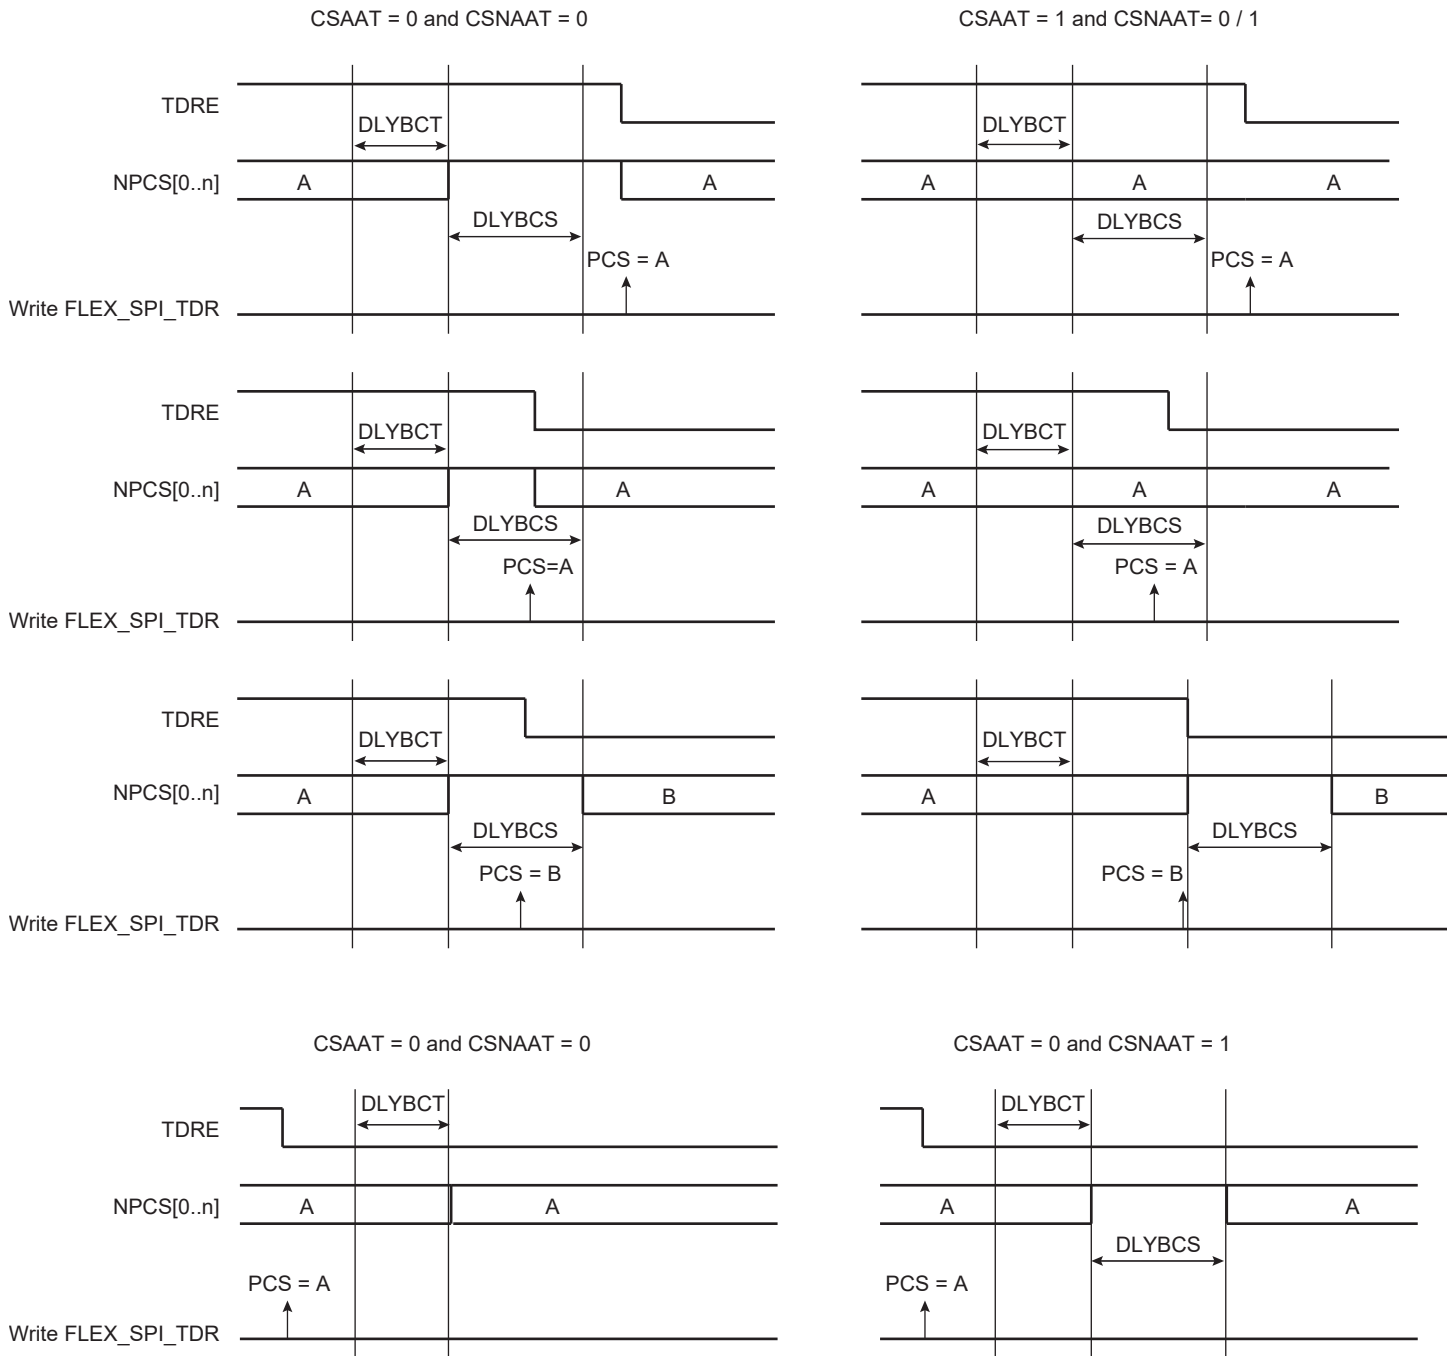 CSAAT = 0 and CSNAAT = 0
CSAAT = 1 and CSNAAT= 0 / 1
TDRE
DLYBCT
DLYBCT
NPCS[0..n]
A
A
A
A
A
DLYBCS
DLYBCS
PCS = A
PCS = A
Write FLEX_SPI_TDR
TDRE
DLYBCT
DLYBCT
NPCS[0..n]
A
A
A
A
A
DLYBCS
DLYBCS
PCS=A
PCS = A
Write FLEX_SPI_TDR
TDRE
DLYBCT
DLYBCT
NPCS[0..n]
A
B
A
B
DLYBCS
DLYBCS
PCS = B
PCS = B
Write FLEX_SPI_TDR
CSAAT = 0 and CSNAAT = 0
CSAAT = 0 and CSNAAT = 1
DLYBCT
DLYBCT
TDRE
NPCS[0..n]
A
A
A
A
DLYBCS
PCS = A
PCS = A
Write FLEX_SPI_TDR